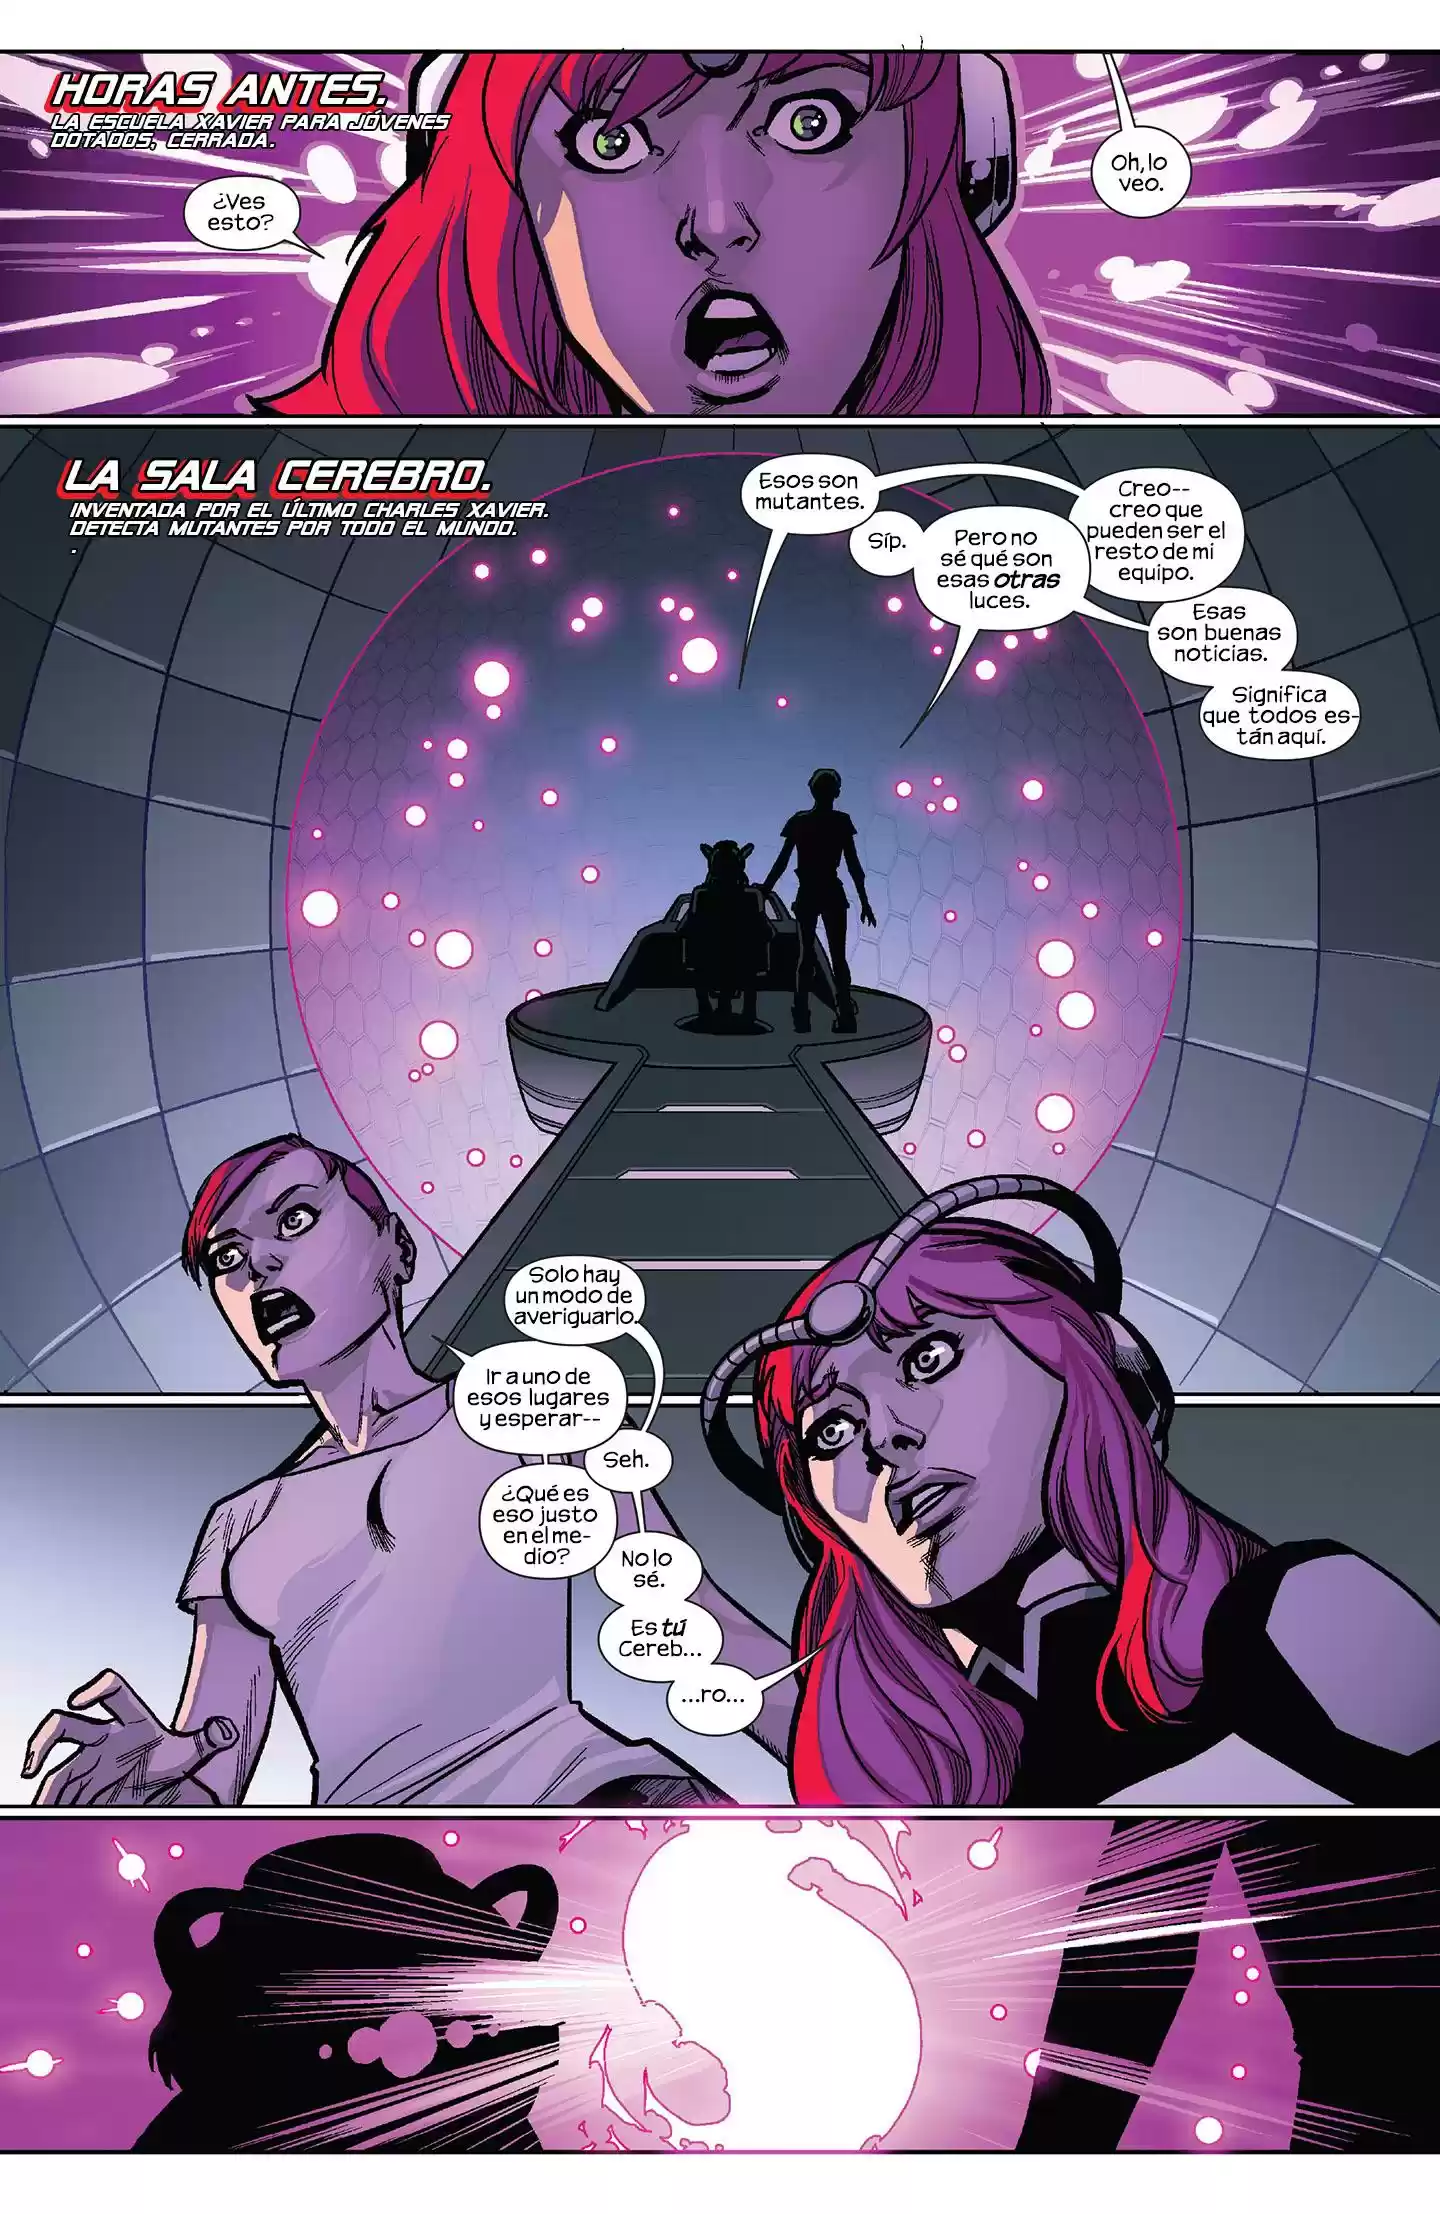 HORAS ANTES.
LA ESCUELA XAVIER PARA JÓVENES
DOTADOS, CERRADA.
¿Ves
esto?
Oh, lo
veo.
LA SALA CEREBRO.
INVENTADA POR EL ÚLTIMO CHARLES XAVIER.
DETECTA MUTANTES POR TODO EL MUNDO.
.
Esos son
mutantes.
Síp.
Pero no
sé qué son
esas otras
luces.
Creo--
creo que
pueden ser el
resto de mi
equipo.
Esas
son buenas
noticias.
Significa
que todos es-
tán aquí.
Solo hay
un modo de
averiguarlo.
Ir a uno de
esos lugares
y esperar--
Seh.
¿Qué es
eso justo
en el me-
dio?
No lo
sé.
Es tú
Cereb...
...ro...